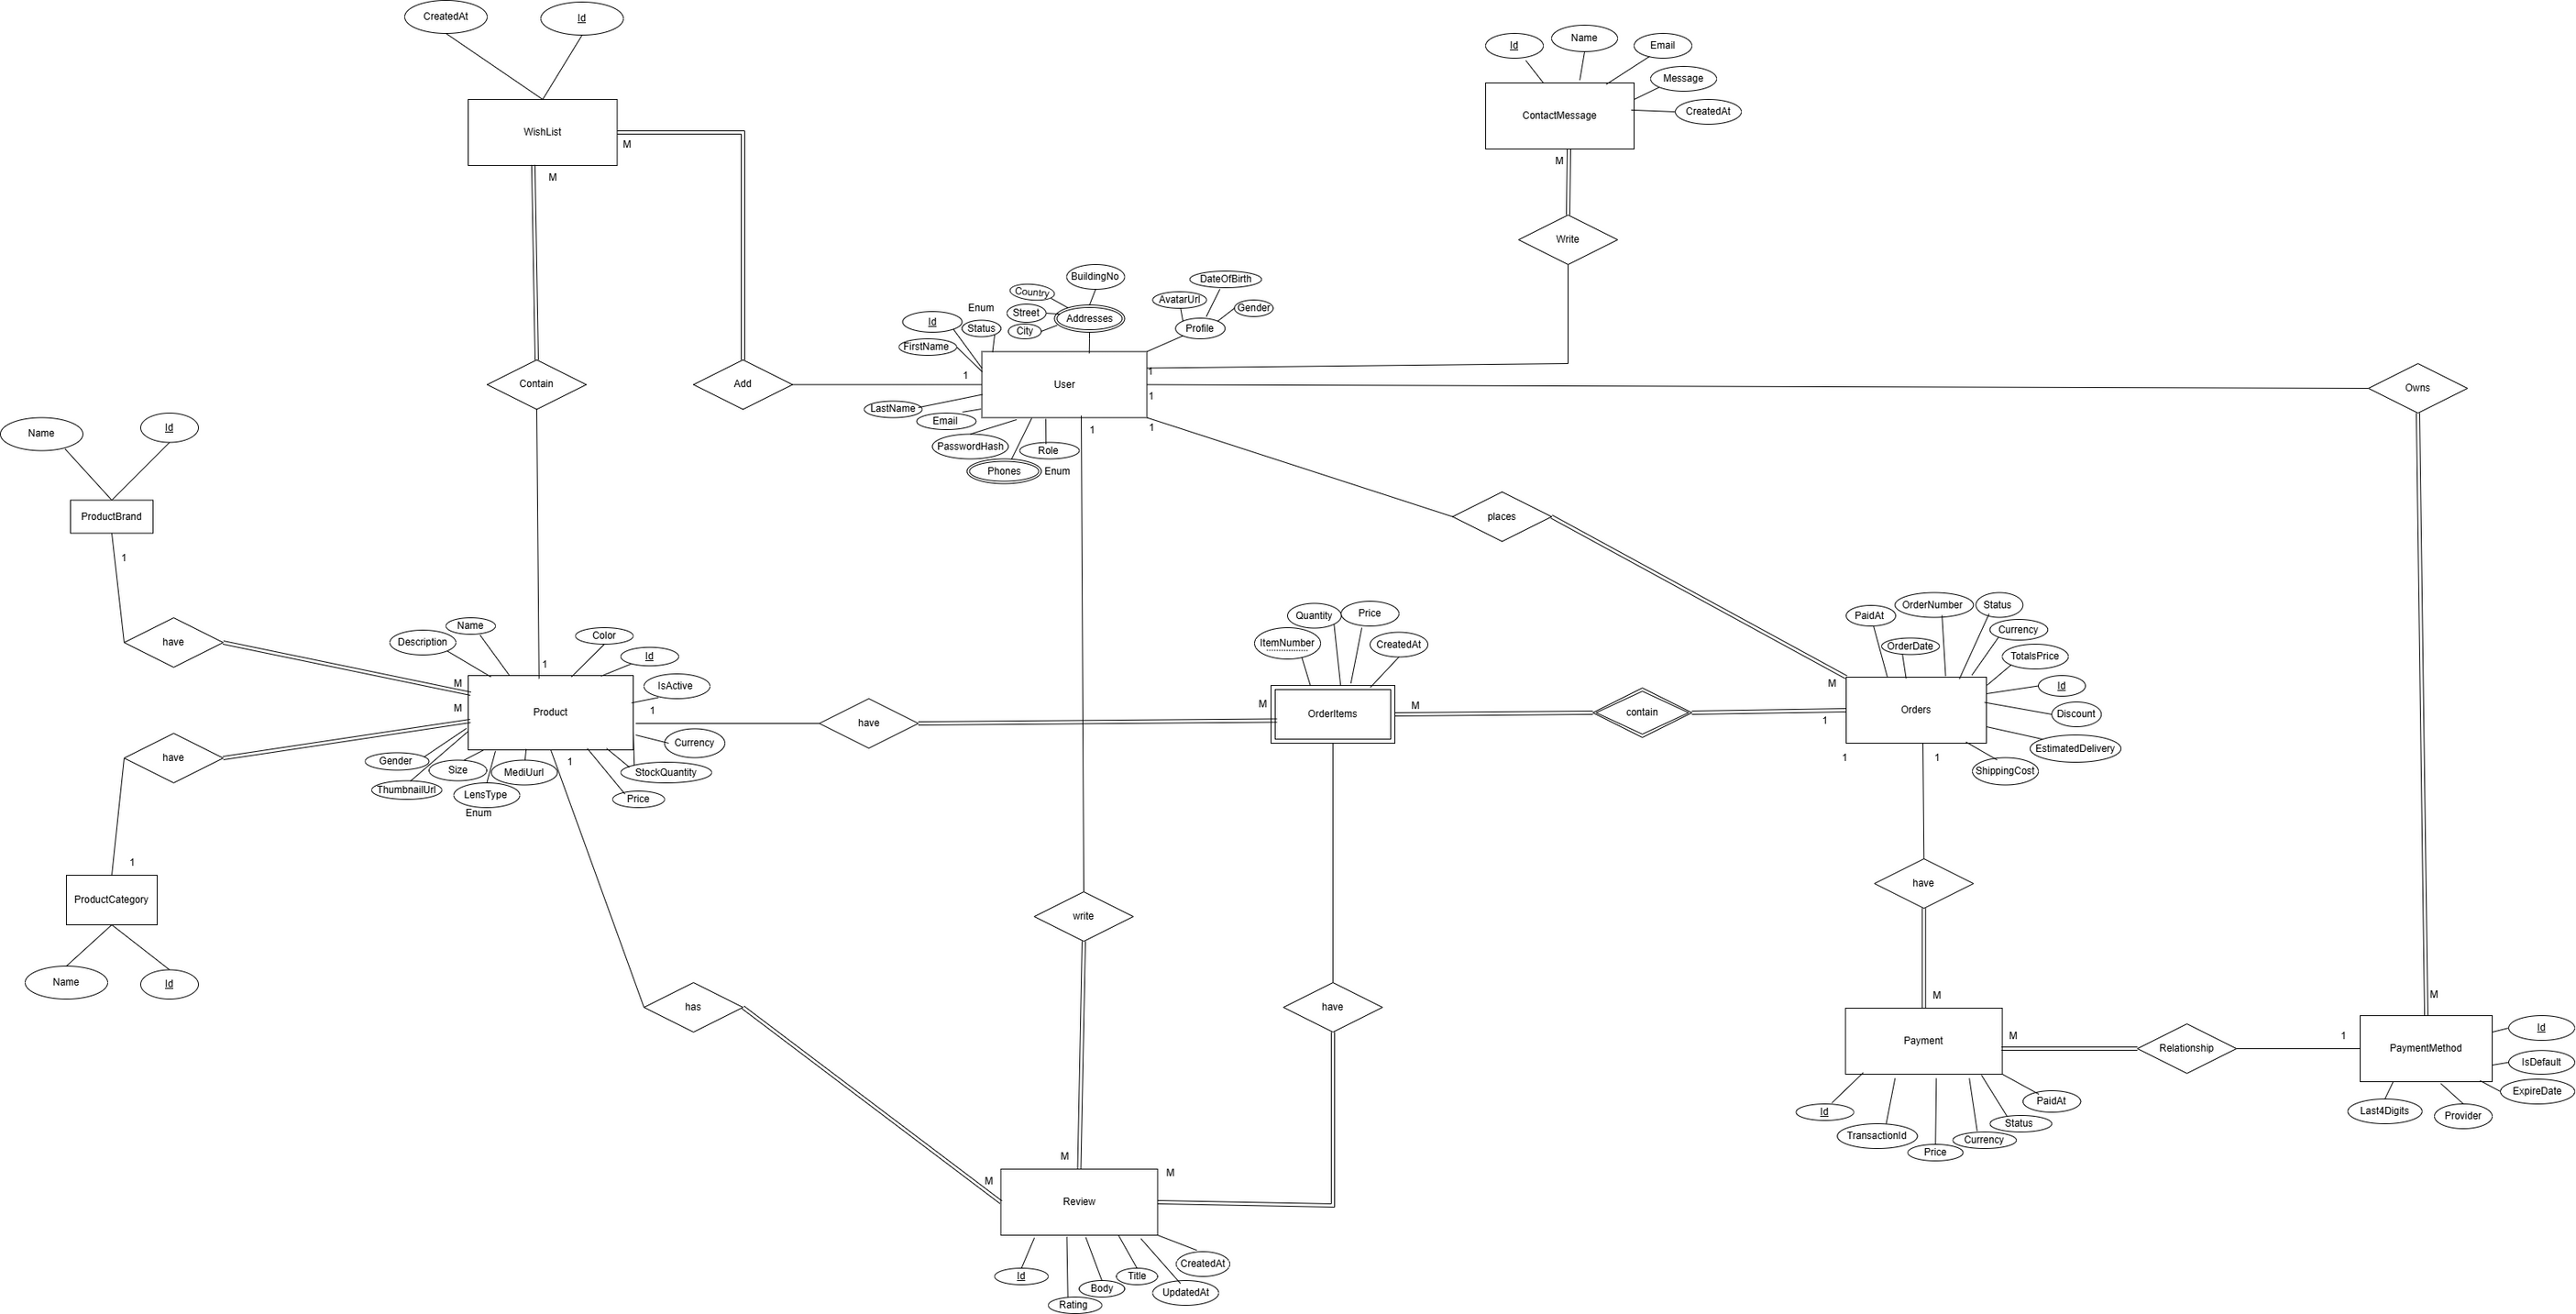 CreatedAt
Id
WishList
M
M
Id
Name
Email
Message
CreatedAt
ContactMessage
M
Write
Contain
Add
1
Id
Enum
Status
FirstName
Country
Street
City
BuildingNo
Addresses
AvatarUrl
DateOfBirth
Gender
Profile
User
1
1
1
1
LastName
Email
PasswordHash
Phones
Role
Enum
Owns
places
Name
Id
ProductBrand
1
have
M
M
have
1
ProductCategory
Name
Id
Description
Name
Color
Id
IsActive
1
1
Product
Currency
StockQuantity
Price
1
Gender
ThumbnailUrl
Size
LensType
Enum
MediUurl
have
M
ItemNumber
Quantity
Price
CreatedAt
OrderItems
M
contain
1
M
PaidAt
OrderNumber
Status
OrderDate
Currency
TotalsPrice
Id
Discount
EstimatedDelivery
ShippingCost
Orders
1
1
have
M
write
has
have
M
M
M
Review
Id
Rating
Body
Title
UpdatedAt
CreatedAt
Payment
M
Relationship
1
Id
TransactionId
Price
Currency
Status
PaidAt
M
PaymentMethod
Id
IsDefault
ExpireDate
Provider
Last4Digits